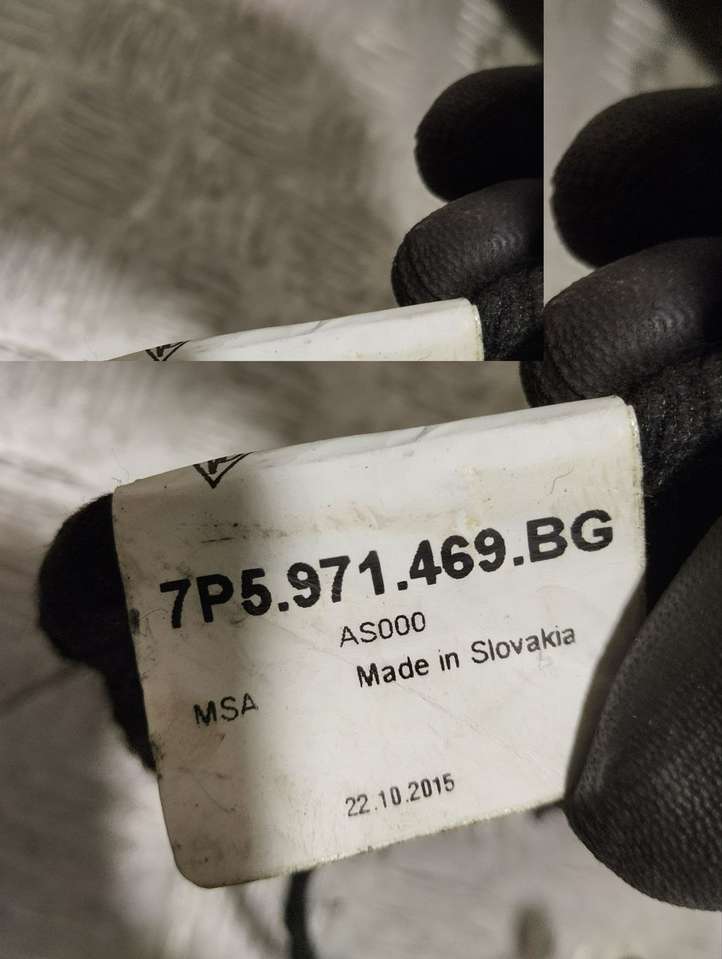 7P5.971.469.BG
AS000
Made in Slovakia
MSA
22.10.2015